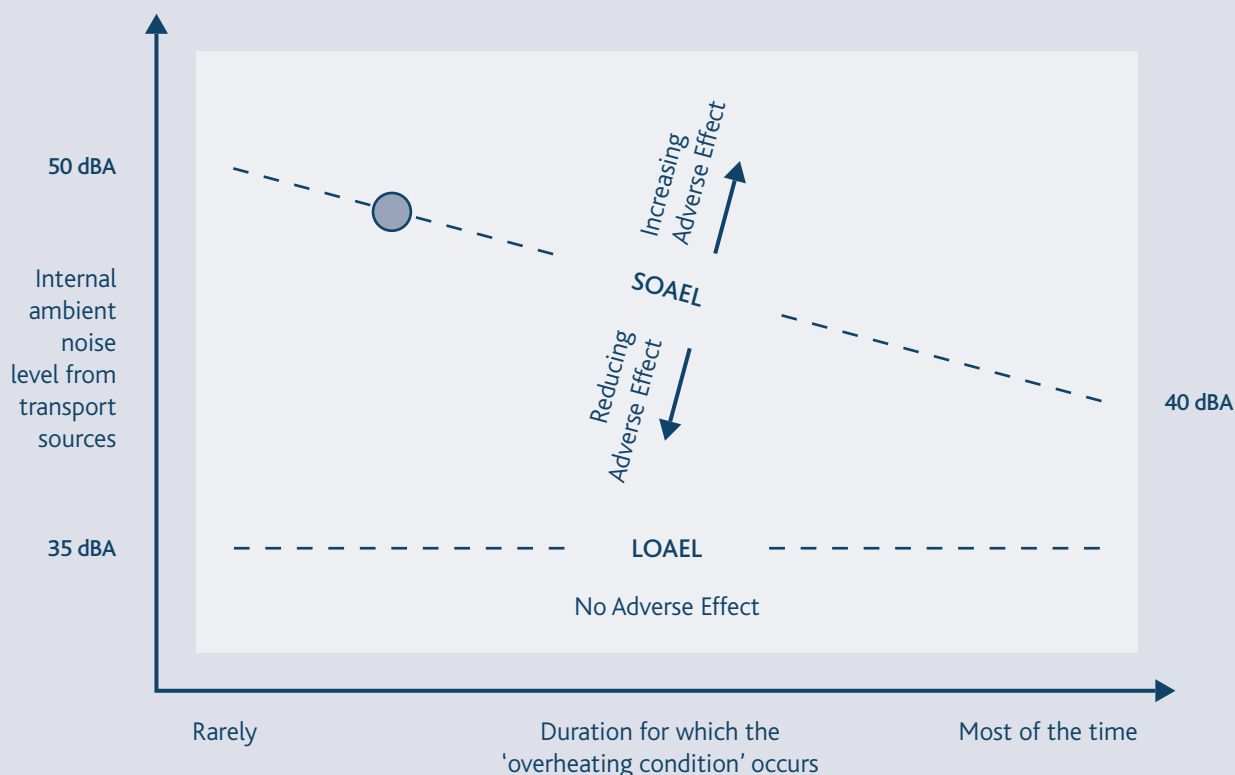 Increasing
Adverse Effect
50 dBA
Internal
ambient
noise
level from
transport
sources
SOAEL
Reducing
Adverse Effect
40 dBA
35 dBA
LOAEL
No Adverse Effect
Rarely
Duration for which the
‘overheating condition’ occurs
Most of the time